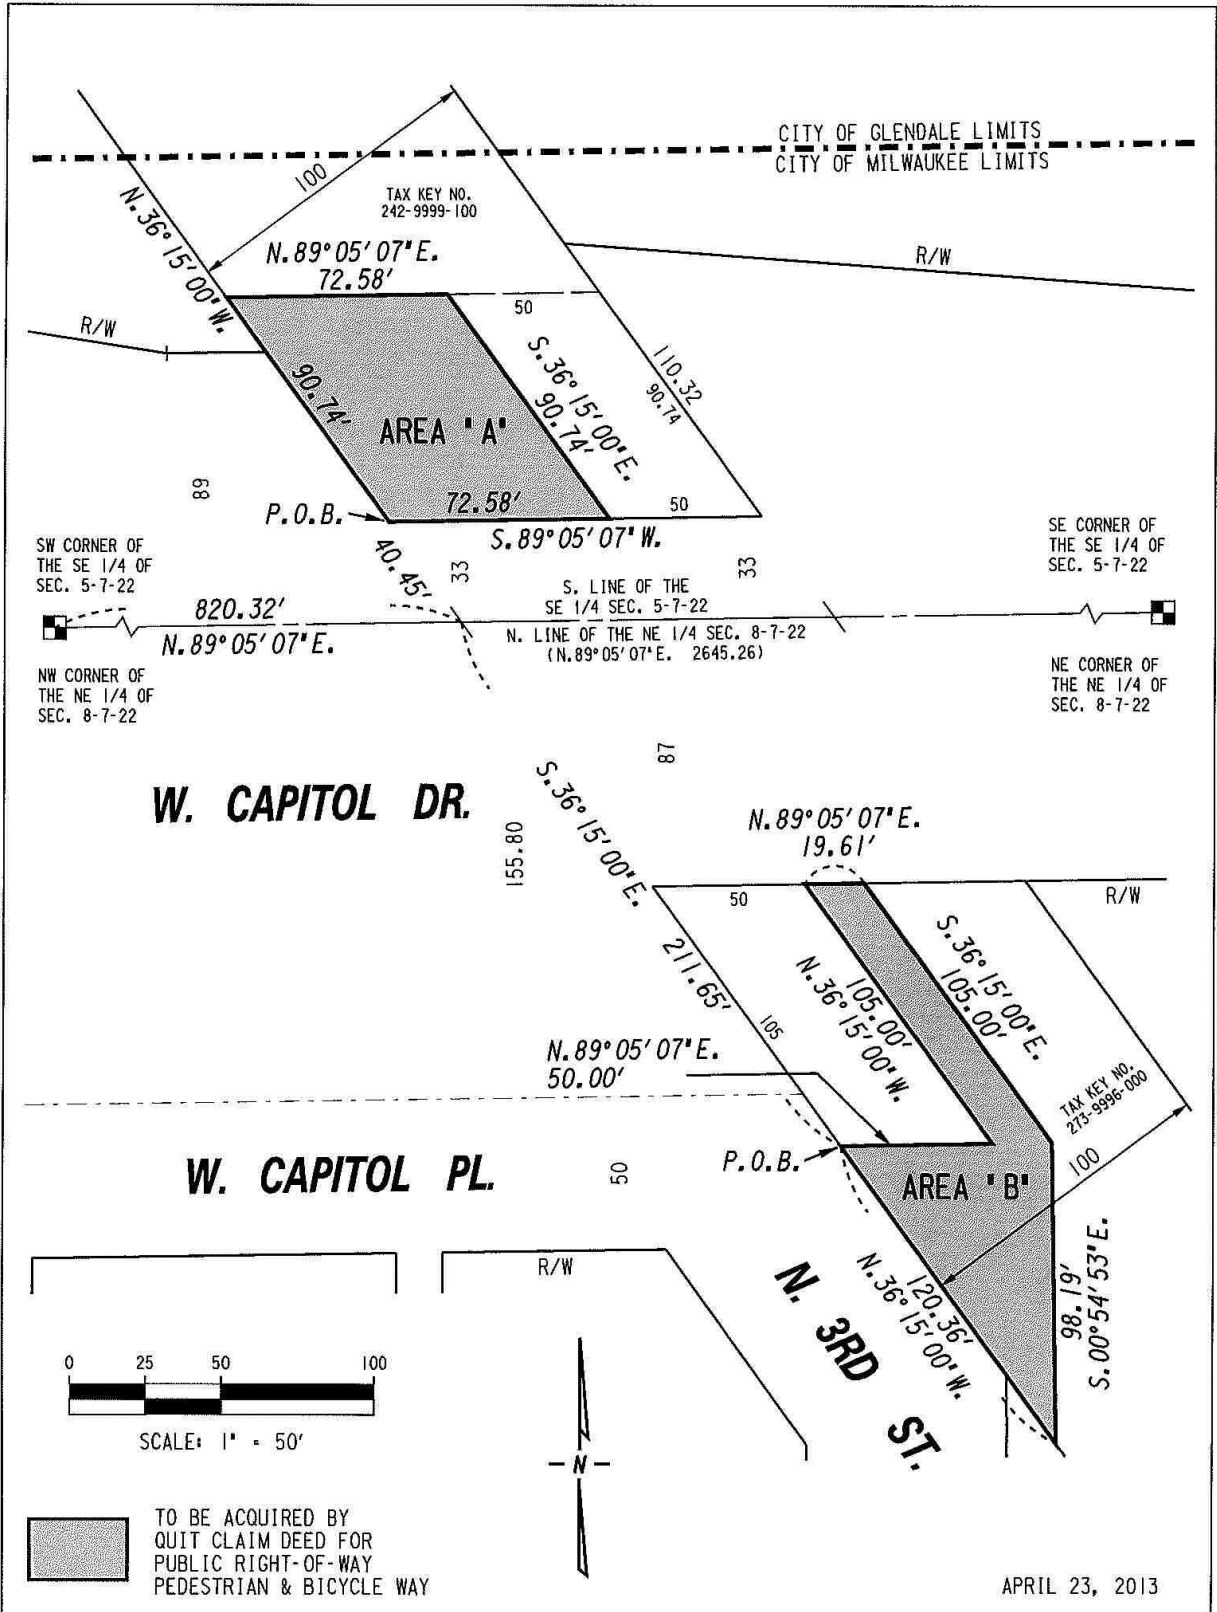 CITY OF GLENDALE LIMITS
CITY OF MILWAUKEE LIMITS
100
TAX KEY NO.
242-9999-100
N.36°15'00"W.
N.89°05'07"E.
72.58'
50
R/W
R/W
S.36°15'00"E.
90.74'
110.32
90.74
90.74'
AREA "A"
89
P.O.B.
72.58'
50
S.89°05'07"W.
SW CORNER OF
THE SE 1/4 OF
SEC. 5-7-22
SE CORNER OF
THE SE 1/4 OF
SEC. 5-7-22
40.45'
33
33
820.32'
N.89°05'07"E.
S. LINE OF THE
SE 1/4 SEC. 5-7-22
N. LINE OF THE NE 1/4 SEC. 8-7-22
(N.89°05'07"E. 2645.26)
NW CORNER OF
THE NE 1/4 OF
SEC. 8-7-22
NE CORNER OF
THE NE 1/4 OF
SEC. 8-7-22
87
W. CAPITOL DR.
155.80
S.36°15'00"E.
N.89°05'07"E.
19.61'
50
R/W
211.65'
105
105.00'
N.36°15'00"W.
S.36°15'00"E.
105.00'
N.89°05'07"E.
50.00'
TAX KEY NO.
273-9996-000
100
P.O.B.
W. CAPITOL PL.
50
AREA "B"
R/W
N. 3RD ST.
120.36'
N.36°15'00"W.
98.19'
S.00°54'53"E.
0 25 50 100
SCALE: 1" = 50'
N
TO BE ACQUIRED BY
QUIT CLAIM DEED FOR
PUBLIC RIGHT-OF-WAY
PEDESTRIAN & BICYCLE WAY
APRIL 23, 2013